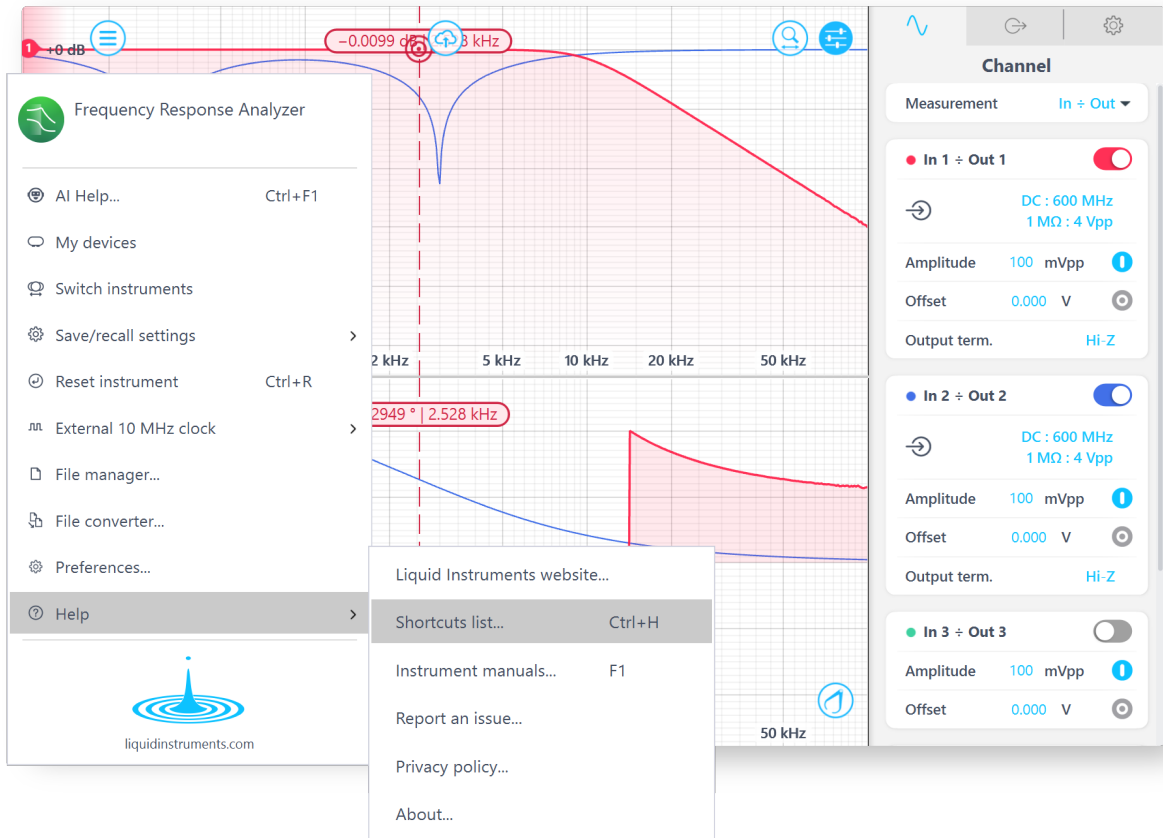 1
+0 dB
−0.0099 dB
kHz
Frequency Response Analyzer
AI Help... Ctrl+F1
My devices
Switch instruments
Save/recall settings
Reset instrument Ctrl+R
External 10 MHz clock
File manager...
File converter...
Preferences...
Help
liquidinstruments.com
2 kHz 5 kHz 10 kHz 20 kHz 50 kHz
2949 ° | 2.528 kHz
Liquid Instruments website...
Shortcuts list... Ctrl+H
Instrument manuals... F1
Report an issue...
Privacy policy...
About...
50 kHz
Channel
Measurement In ÷ Out
In 1 ÷ Out 1
DC : 600 MHz
1 MΩ : 4 Vpp
Amplitude 100 mVpp
Offset 0.000 V
Output term. Hi-Z
In 2 ÷ Out 2
DC : 600 MHz
1 MΩ : 4 Vpp
Amplitude 100 mVpp
Offset 0.000 V
Output term. Hi-Z
In 3 ÷ Out 3
Amplitude 100 mVpp
Offset 0.000 V